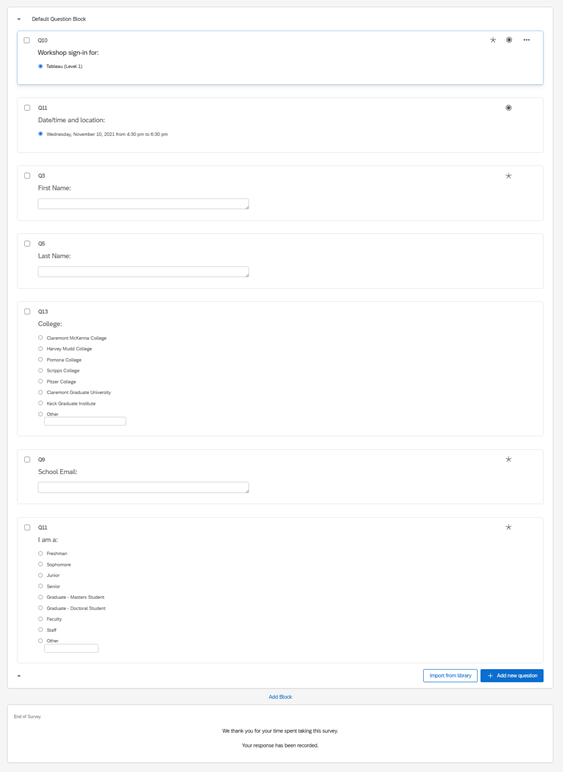 Default Question Block
Q10
Workshop sign-in for:
Tableau (Level 1)
Q11
Date/time and location:
Wednesday, November 10, 2021 from 4:30 pm to 6:30 pm
Q3
First Name:
Q5
Last Name:
Q13
College:
Claremont McKenna College
Harvey Mudd College
Pomona College
Scripps College
Pitzer College
Claremont Graduate University
Keck Graduate Institute
Other
Q9
School Email:
Q11
I am a:
Freshman
Sophomore
Junior
Senior
Graduate - Masters Student
Graduate - Doctoral Student
Faculty
Staff
Other
Import from library
Add new question
Add Block
End of Survey
We thank you for your time spent taking this survey.
Your response has been recorded.